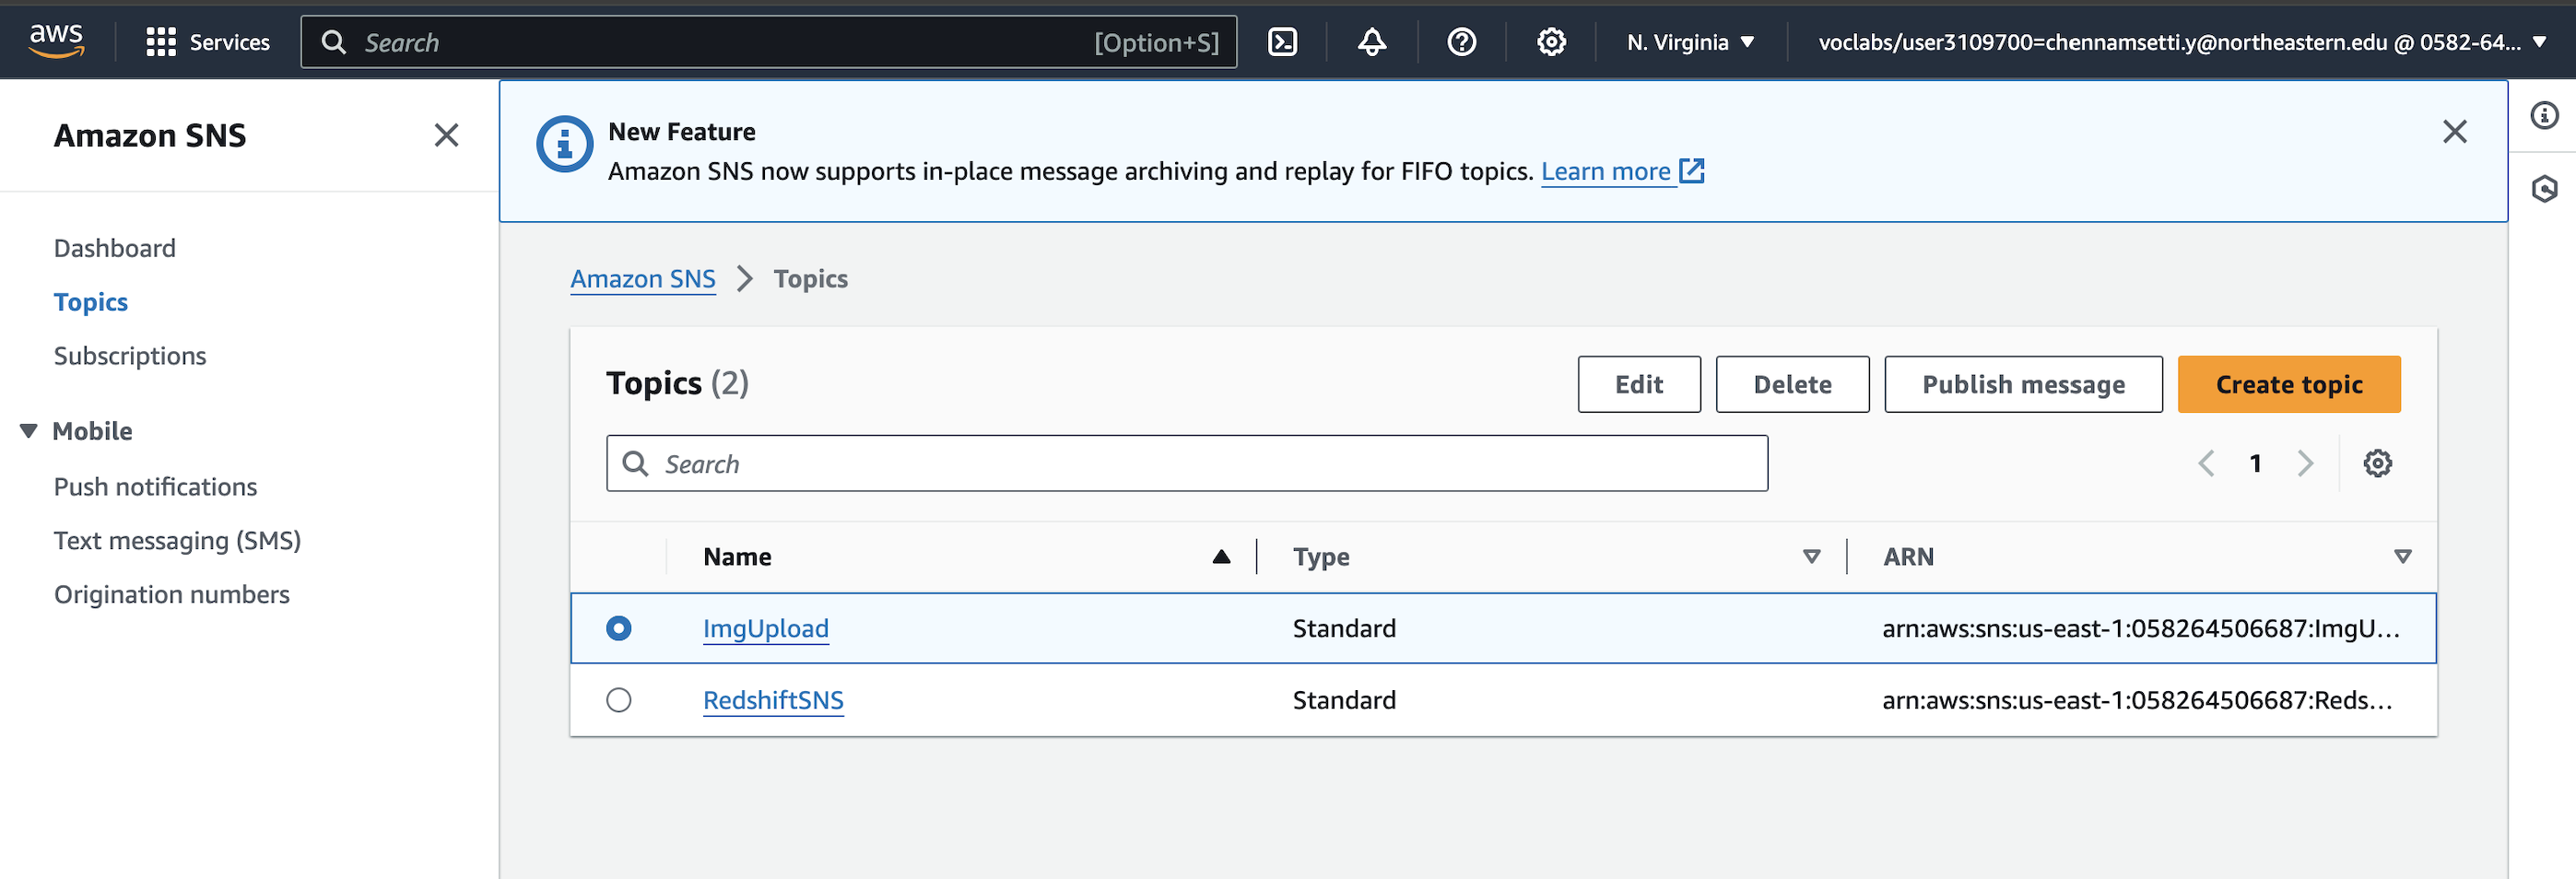 aws
Services
Search
[Option+S]
N. Virginia
voclabs/user3109700=chennamsetti.y@northeastern.edu @ 0582-64...
Amazon SNS
Dashboard
Topics
Subscriptions
Mobile
Push notifications
Text messaging (SMS)
Origination numbers
New Feature
Amazon SNS now supports in-place message archiving and replay for FIFO topics. Learn more
Amazon SNS > Topics
Topics (2)
Edit
Delete
Publish message
Create topic
Search
1
Name Type ARN
ImgUpload Standard arn:aws:sns:us-east-1:058264506687:ImgU...
RedshiftSNS Standard arn:aws:sns:us-east-1:058264506687:Reds...